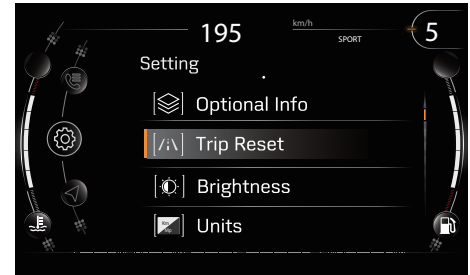 195
km/h
SPORT
5
Setting
Optional Info
Trip Reset
Brightness
Units